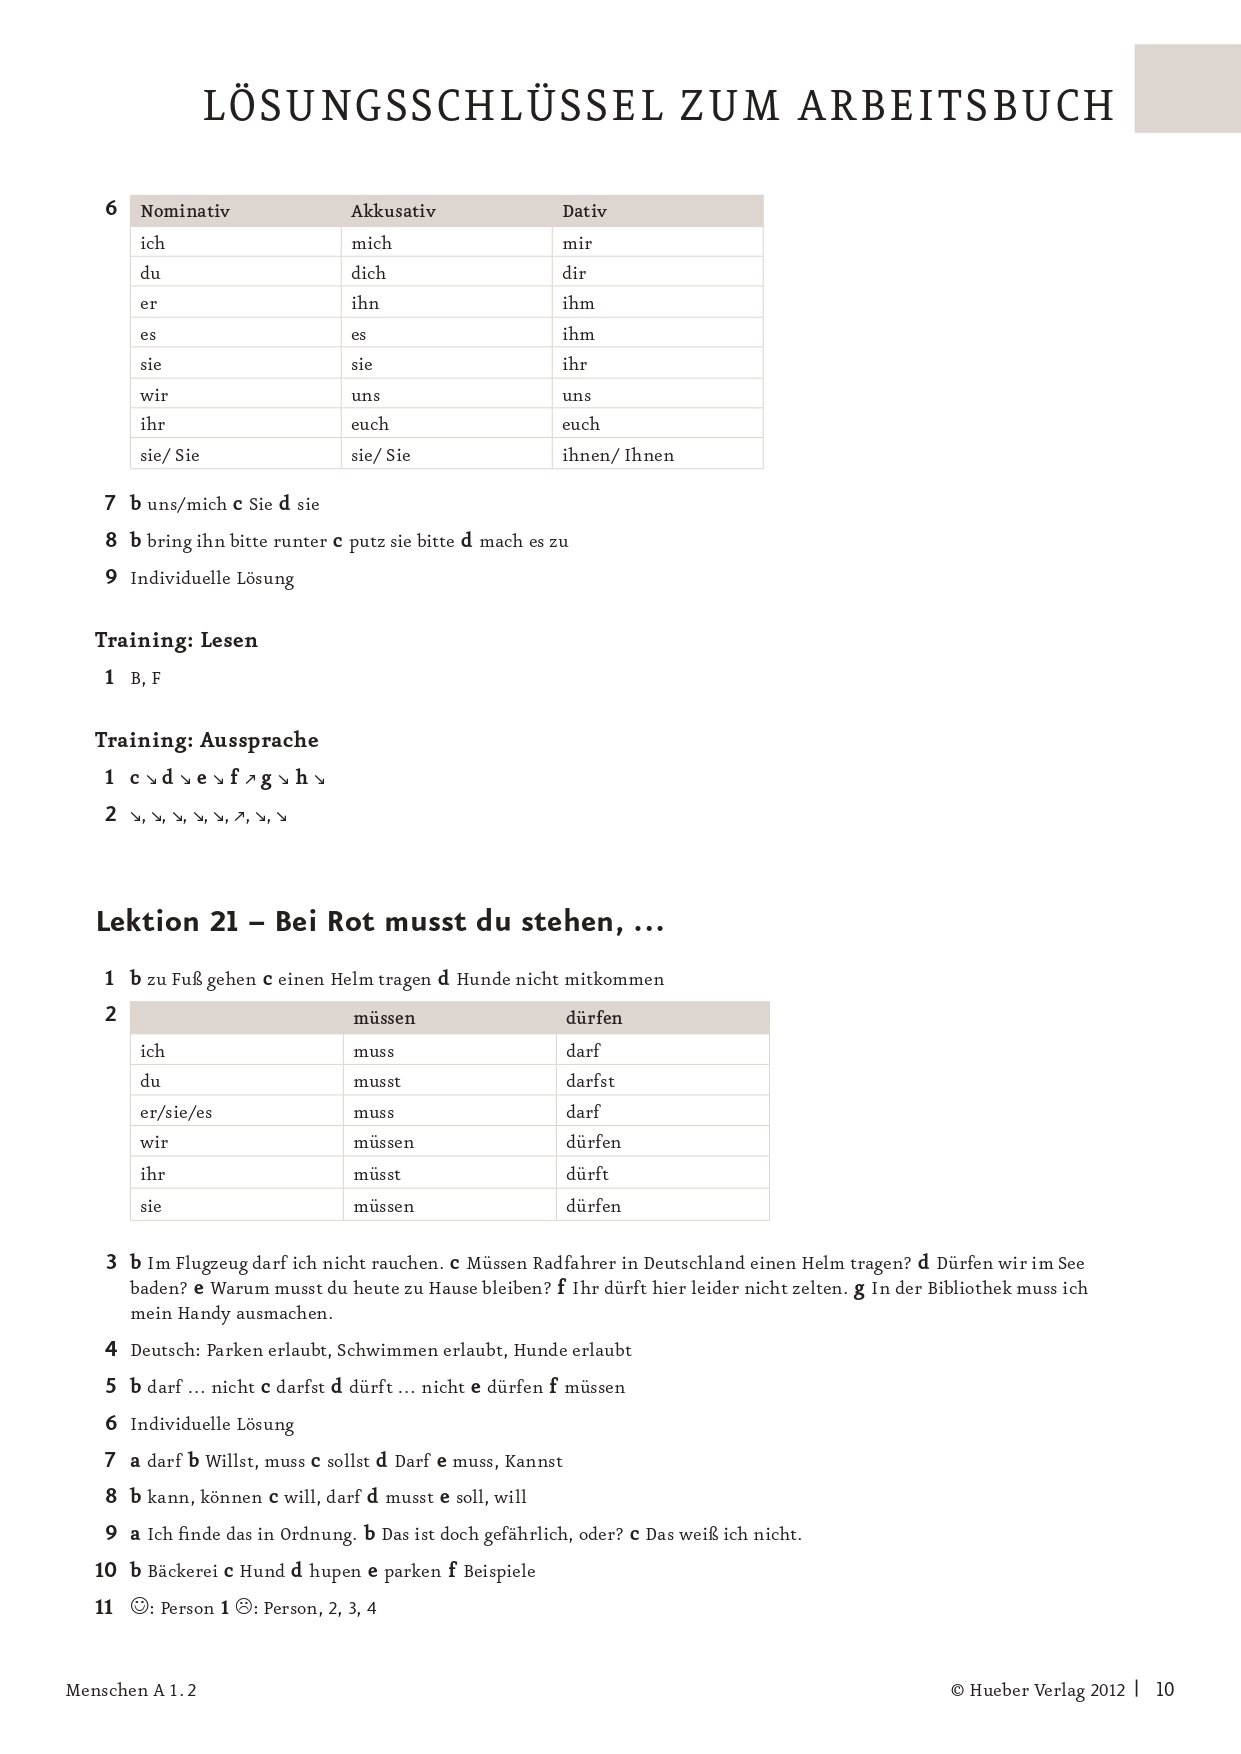 LÖSUNGSSCHLÜSSEL ZUM ARBEITSBUCH
6 Nominativ Akkusativ Dativ
ich mich mir
du dich dir
er ihn ihm
es es ihm
sie sie ihr
wir uns uns
ihr euch euch
sie/ Sie sie/ Sie ihnen/ Ihnen
7 b uns/mich c Sie d sie
8 b bring ihn bitte runter c putz sie bitte d mach es zu
9 Individuelle Lösung
Training: Lesen
1 B, F
Training: Aussprache
1 c ↘ d ↘ e ↘ f ↗ g ↘ h ↘
2 ↘, ↘, ↘, ↘, ↘, ↗, ↘, ↘
Lektion 21 – Bei Rot musst du stehen, ...
1 b zu Fuß gehen c einen Helm tragen d Hunde nicht mitkommen
2 müssen dürfen
ich muss darf
du musst darfst
er/sie/es muss darf
wir müssen dürfen
ihr müsst dürft
sie müssen dürfen
3 b Im Flugzeug darf ich nicht rauchen. c Müssen Radfahrer in Deutschland einen Helm tragen? d Dürfen wir im See
baden? e Warum musst du heute zu Hause bleiben? f Ihr dürft hier leider nicht zelten. g In der Bibliothek muss ich
mein Handy ausmachen.
4 Deutsch: Parken erlaubt, Schwimmen erlaubt, Hunde erlaubt
5 b darf ... nicht c darfst d dürft ... nicht e dürfen f müssen
6 Individuelle Lösung
7 a darf b Willst, muss c sollst d Darf e muss, Kannst
8 b kann, können c will, darf d musst e soll, will
9 a Ich finde das in Ordnung. b Das ist doch gefährlich, oder? c Das weiß ich nicht.
10 b Bäckerei c Hund d hupen e parken f Beispiele
11 ☺: Person 1 ☹: Person, 2, 3, 4
Menschen A 1.2 © Hueber Verlag 2012 | 10